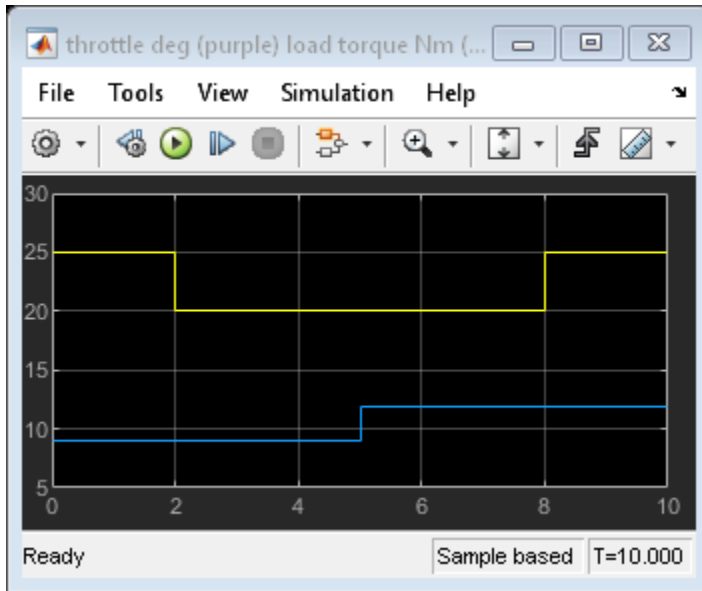 throttle deg (purple) load torque Nm (...
File Tools View Simulation Help
30
25
20
15
10
5
0 2 4 6 8 10
Ready Sample based T=10.000